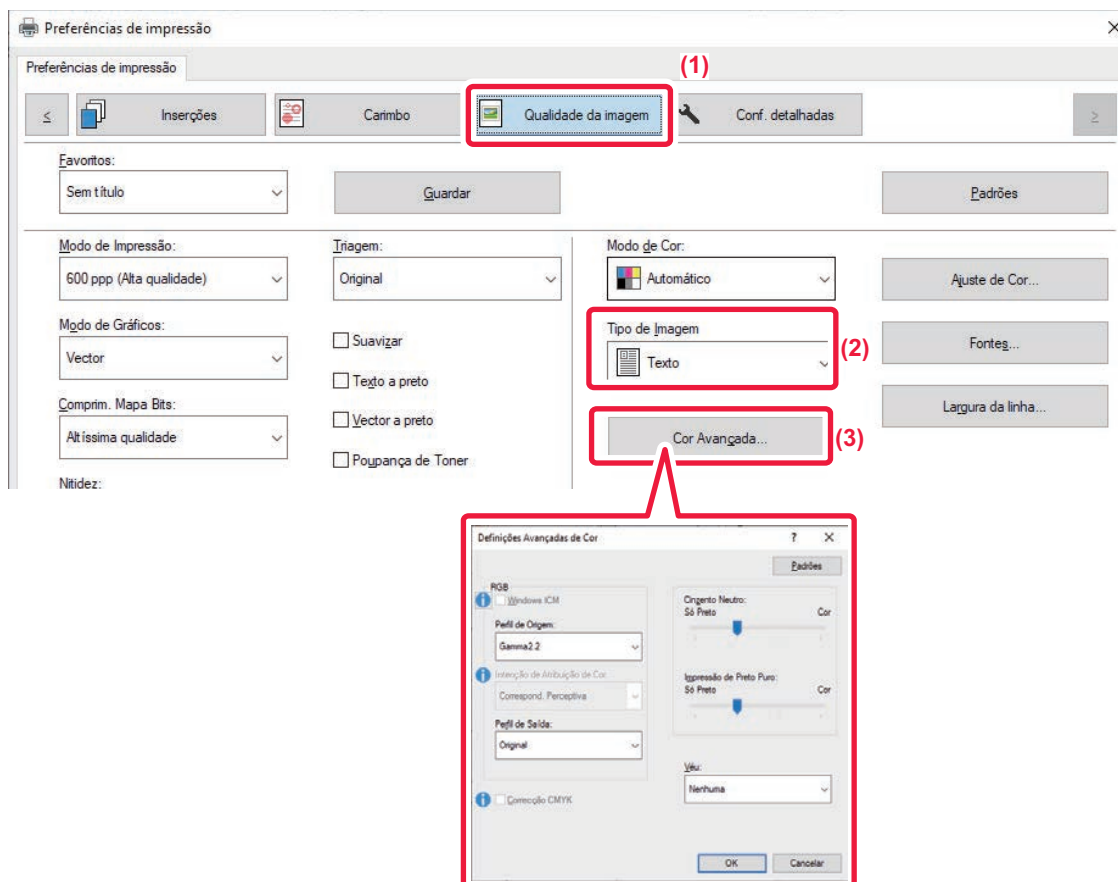 Preferências de impressão
Preferências de impressão
(1)
< Inserções Carimbo Qualidade da imagem Conf. detalhadas >
Favoritos:
Sem título Guardar Padrões
Modo de Impressão: Triagem: Modo de Cor:
600 ppp (Alta qualidade) Original Automático Ajuste de Cor...
Modo de Gráficos: Tipo de Imagem
Vector Suavizar Texto (2) Fontes...
Texto a preto
Comprim. Mapa Bits: Vector a preto Largura da linha...
Altíssima qualidade Cor Avançada... (3)
Poupança de Toner
Nitidez:
Definições Avançadas de Cor ? X
Padrões
RGB
Windows ICM
Perfil de Origem:
Gamma2.2
Intenção de Atribuição de Cor
Correspond. Perceptiva
Perfil de Saída:
Original
Correcção CMYK
Cinzento Neutro:
Só Preto Cor
Impressão de Preto Puro:
Só Preto Cor
Véu:
Nenhuma
OK Cancelar